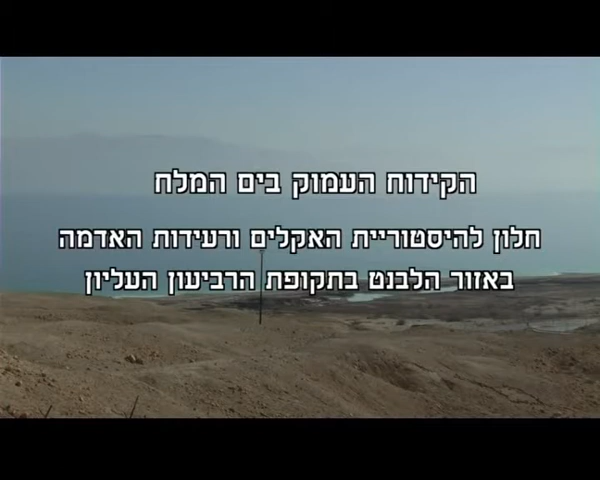 הקידוח העמוק בים המלח
חלון להיסטוריית האקלים ורעידות האדמה
באזור הלבנט בתקופת הרביעון העליון